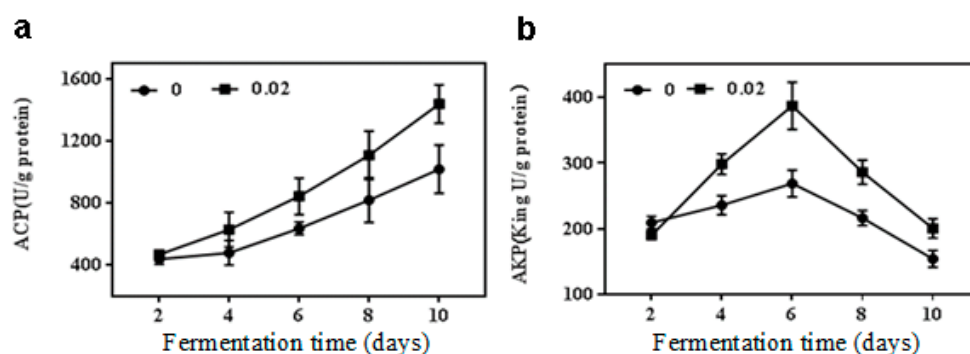 a
ACP(U/g protein)
1600
1200
800
400
0
0.02
2 4 6 8 10
Fermentation time (days)
b
AKP(King U/g protein)
400
300
200
100
0
0.02
2 4 6 8 10
Fermentation time (days)